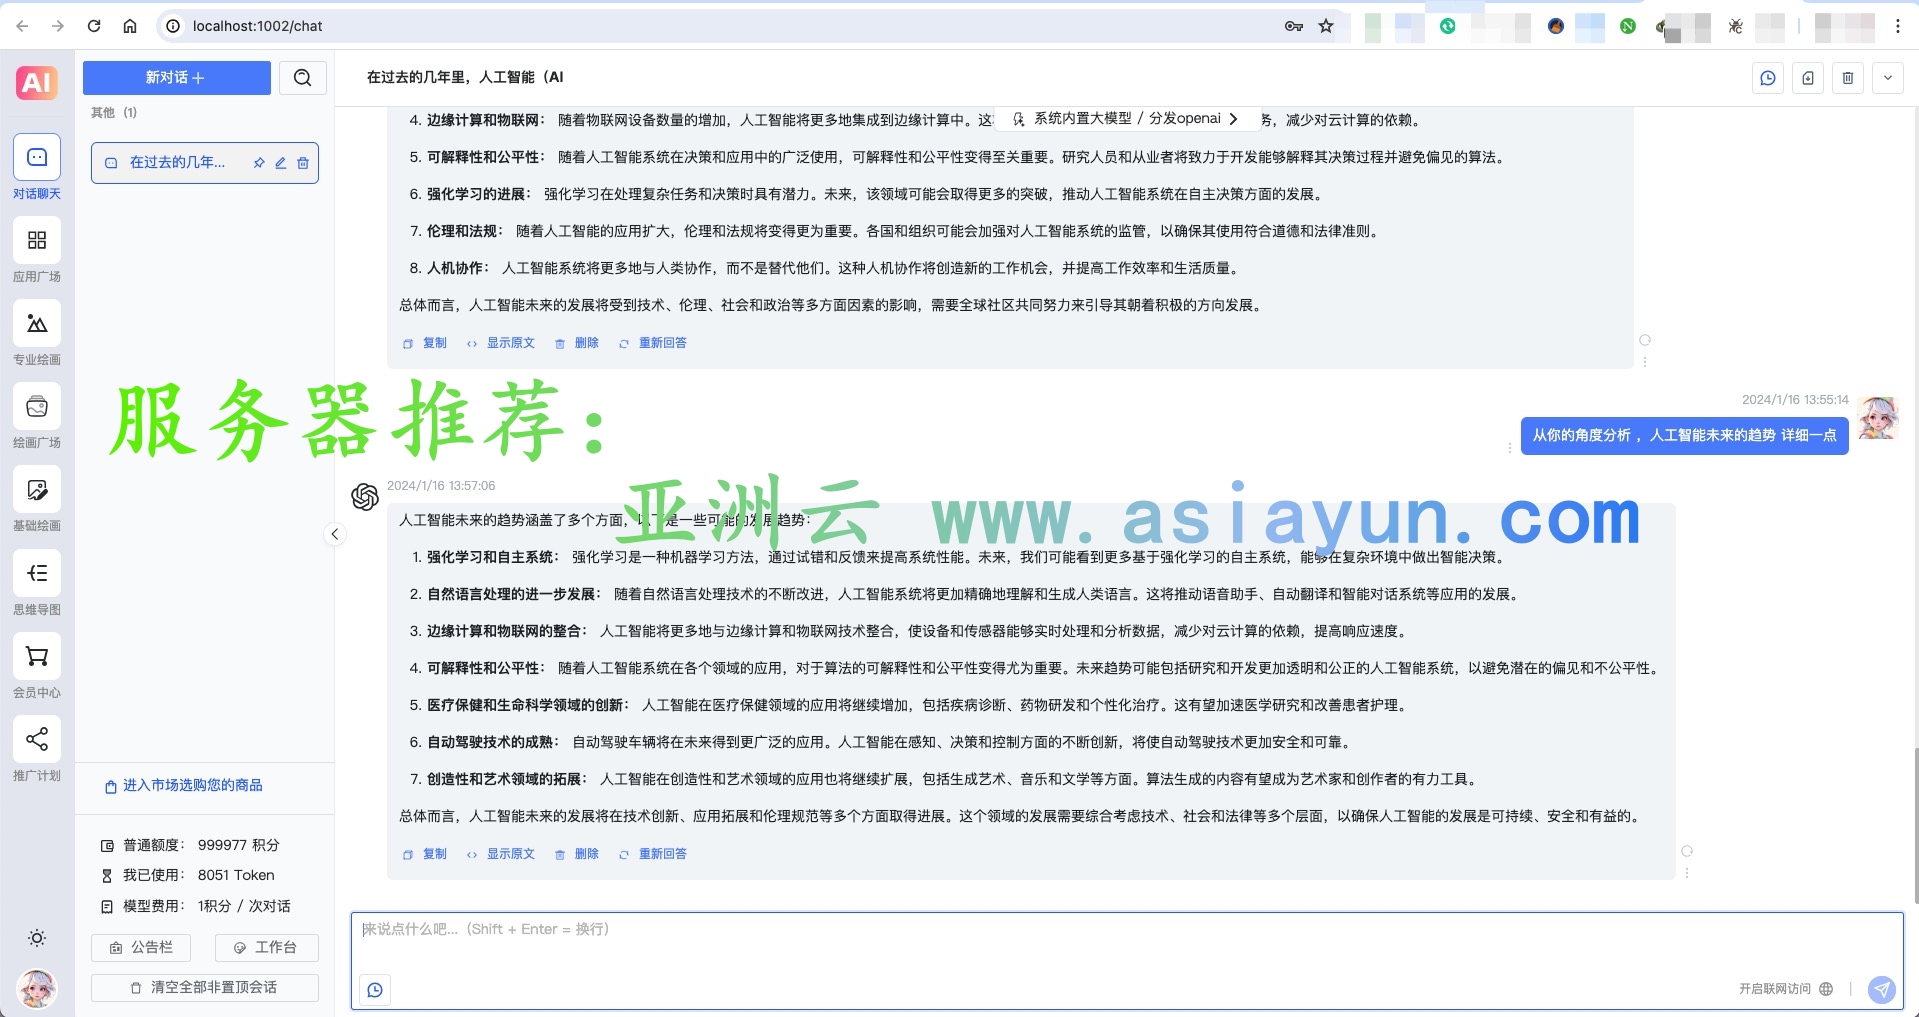 localhost:1002/chat
AI
新对话
在过去的几年里，人工智能（AI
其他 (1)
在过去的几年...
对话聊天
应用广场
专业绘画
绘画广场
基础绘画
思维导图
会员中心
推广计划
系统内置大模型 / 分发openai
4. 边缘计算和物联网： 随着物联网设备数量的增加，人工智能将更多地集成到边缘计算中。这 务，减少对云计算的依赖。
5. 可解释性和公平性： 随着人工智能系统在决策和应用中的广泛使用，可解释性和公平性变得至关重要。研究人员和从业者将致力于开发能够解释其决策过程并避免偏见的算法。
6. 强化学习的进展： 强化学习在处理复杂任务和决策时具有潜力。未来，该领域可能会取得更多的突破，推动人工智能系统在自主决策方面的发展。
7. 伦理和法规： 随着人工智能的应用扩大，伦理和法规将变得更为重要。各国和组织可能会加强对人工智能系统的监管，以确保其使用符合道德和法律准则。
8. 人机协作： 人工智能系统将更多地与人类协作，而不是替代他们。这种人机协作将创造新的工作机会，并提高工作效率和生活质量。
总体而言，人工智能未来的发展将受到技术、伦理、社会和政治等多方面因素的影响，需要全球社区共同努力来引导其朝着积极的方向发展。
复制 显示原文 删除 重新回答
2024/1/16 13:55:14
从你的角度分析 ，人工智能未来的趋势 详细一点
服务器推荐：
亚洲云 www.asiayun.com
2024/1/16 13:57:06
人工智能未来的趋势涵盖了多个方面，以下是一些可能的发展趋势：
1. 强化学习和自主系统： 强化学习是一种机器学习方法，通过试错和反馈来提高系统性能。未来，我们可能看到更多基于强化学习的自主系统，能够在复杂环境中做出智能决策。
2. 自然语言处理的进一步发展： 随着自然语言处理技术的不断改进，人工智能系统将更加精确地理解和生成人类语言。这将推动语音助手、自动翻译和智能对话系统等应用的发展。
3. 边缘计算和物联网的整合： 人工智能将更多地与边缘计算和物联网技术整合，使设备和传感器能够实时处理和分析数据，减少对云计算的依赖，提高响应速度。
4. 可解释性和公平性： 随着人工智能系统在各个领域的应用，对于算法的可解释性和公平性变得尤为重要。未来趋势可能包括研究和开发更加透明和公正的人工智能系统，以避免潜在的偏见和不公平性。
5. 医疗保健和生命科学领域的创新： 人工智能在医疗保健领域的应用将继续增加，包括疾病诊断、药物研发和个性化治疗。这有望加速医学研究和改善患者护理。
6. 自动驾驶技术的成熟： 自动驾驶车辆将在未来得到更广泛的应用。人工智能在感知、决策和控制方面的不断创新，将使自动驾驶技术更加安全和可靠。
7. 创造性和艺术领域的拓展： 人工智能在创造性和艺术领域的应用也将继续扩展，包括生成艺术、音乐和文学等方面。算法生成的内容有望成为艺术家和创作者的有力工具。
总体而言，人工智能未来的发展将在技术创新、应用拓展和伦理规范等多个方面取得进展。这个领域的发展需要综合考虑技术、社会和法律等多个层面，以确保人工智能的发展是可持续、安全和有益的。
复制 显示原文 删除 重新回答
进入市场选购您的商品
普通额度： 999977 积分
我已使用： 8051 Token
模型费用： 1积分 / 次对话
公告栏 工作台
清空全部非置顶会话
来说点什么吧...（Shift + Enter = 换行）
开启联网访问